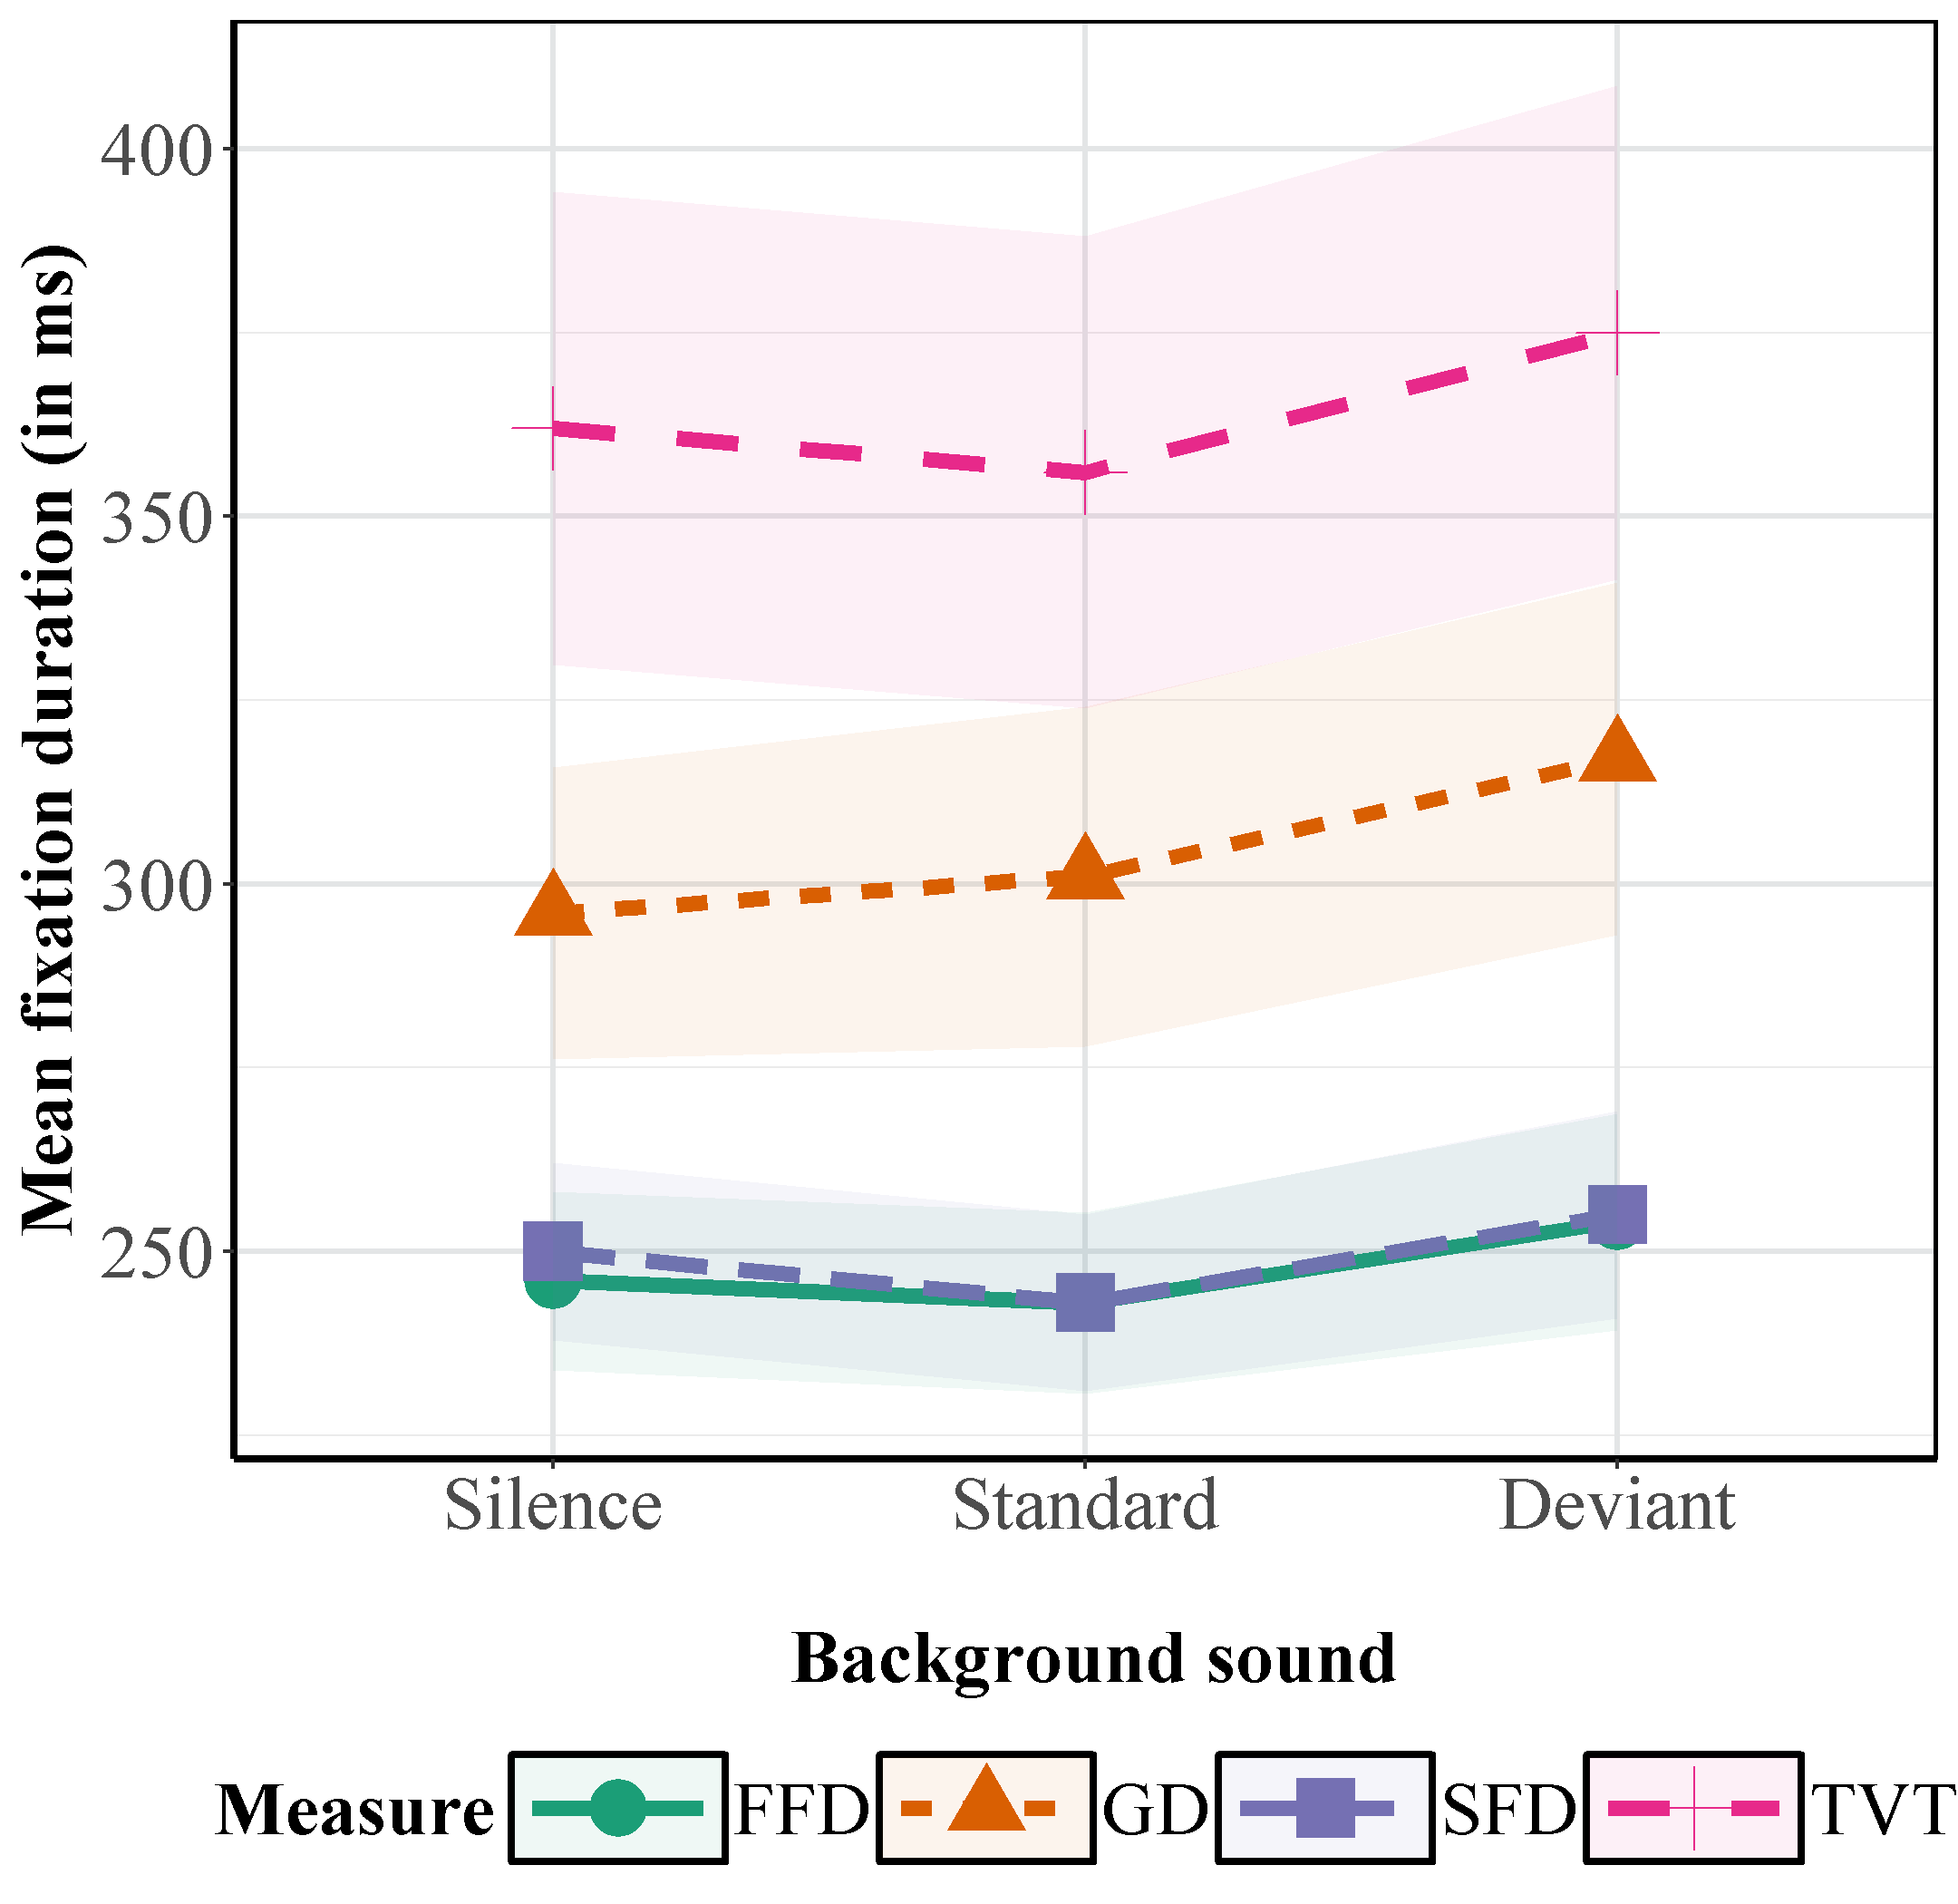 Mean fixation duration (in ms)
400
350
300
250
Silence Standard Deviant
Background sound
Measure FFD GD SFD TVT